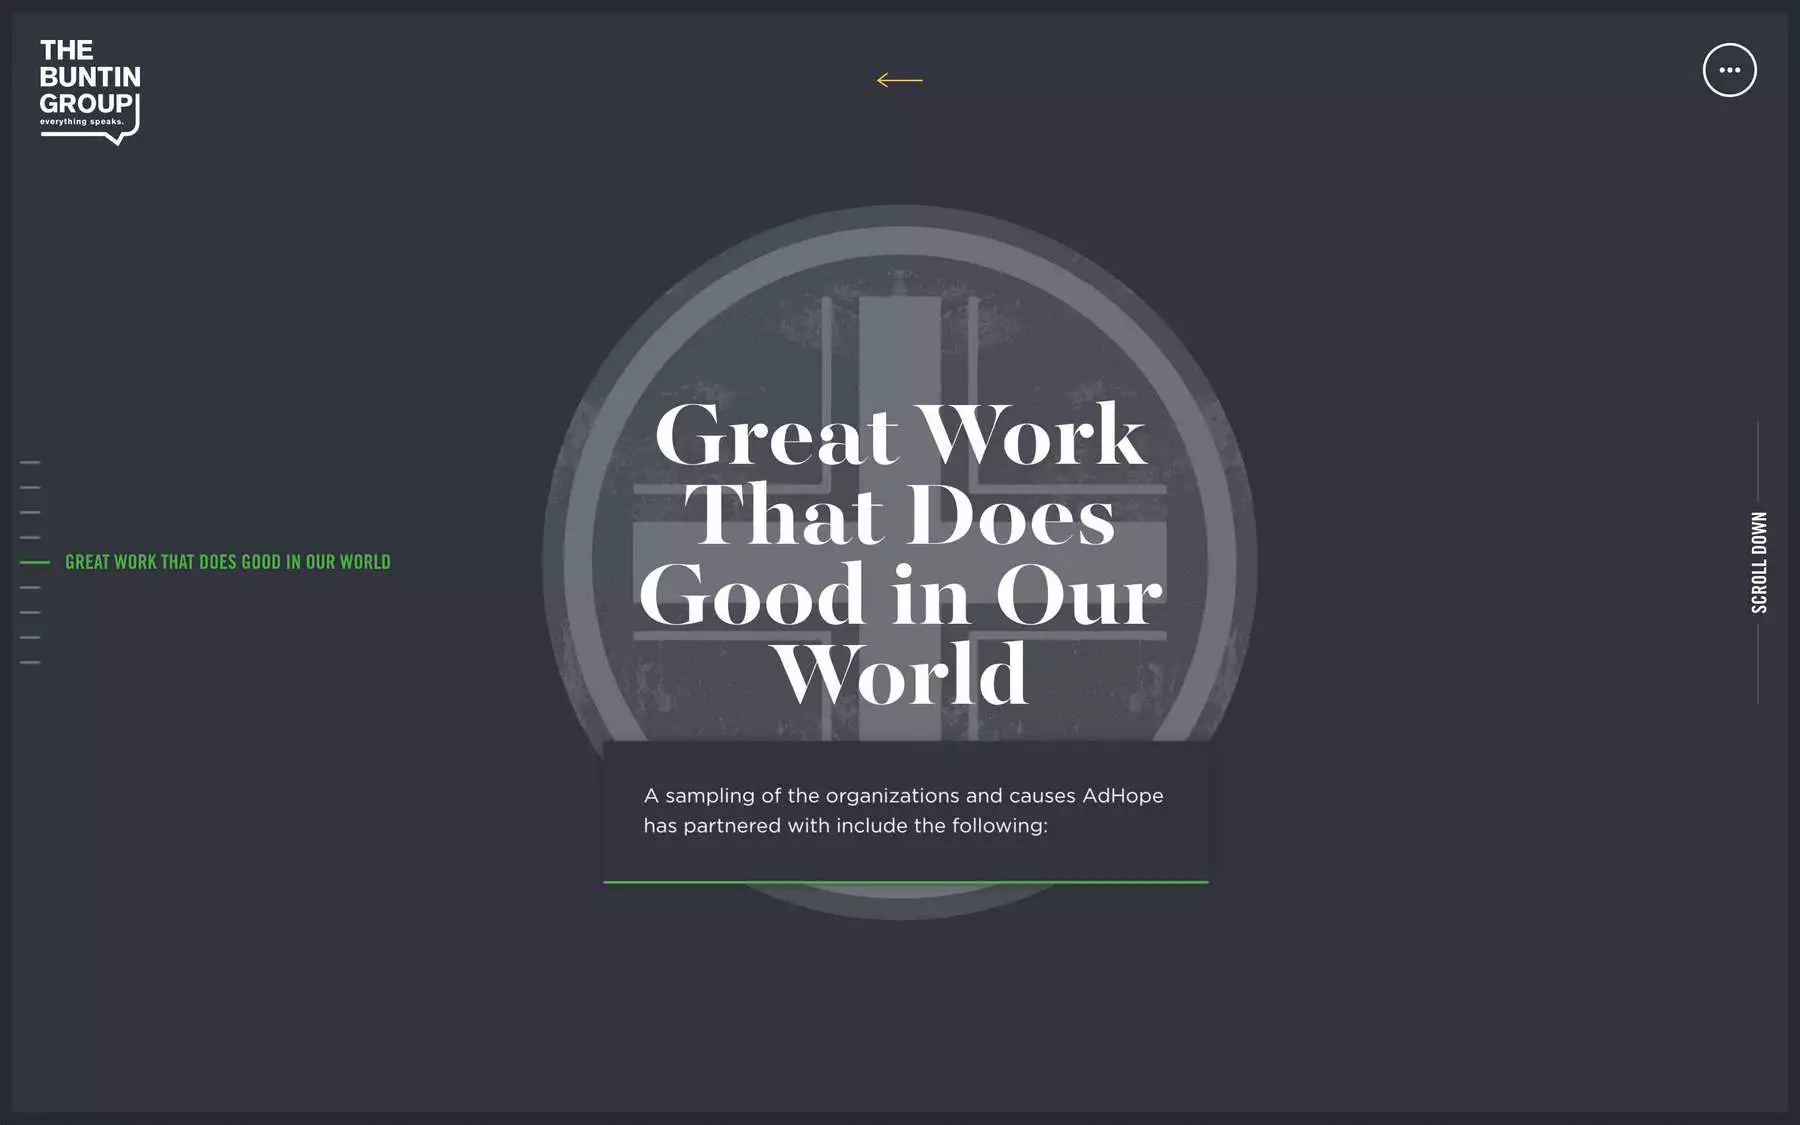 THE
BUNTIN
GROUP
everything speaks.
GREAT WORK THAT DOES GOOD IN OUR WORLD
Great Work
That Does
Good in Our
World
A sampling of the organizations and causes AdHope
has partnered with include the following:
SCROLL DOWN